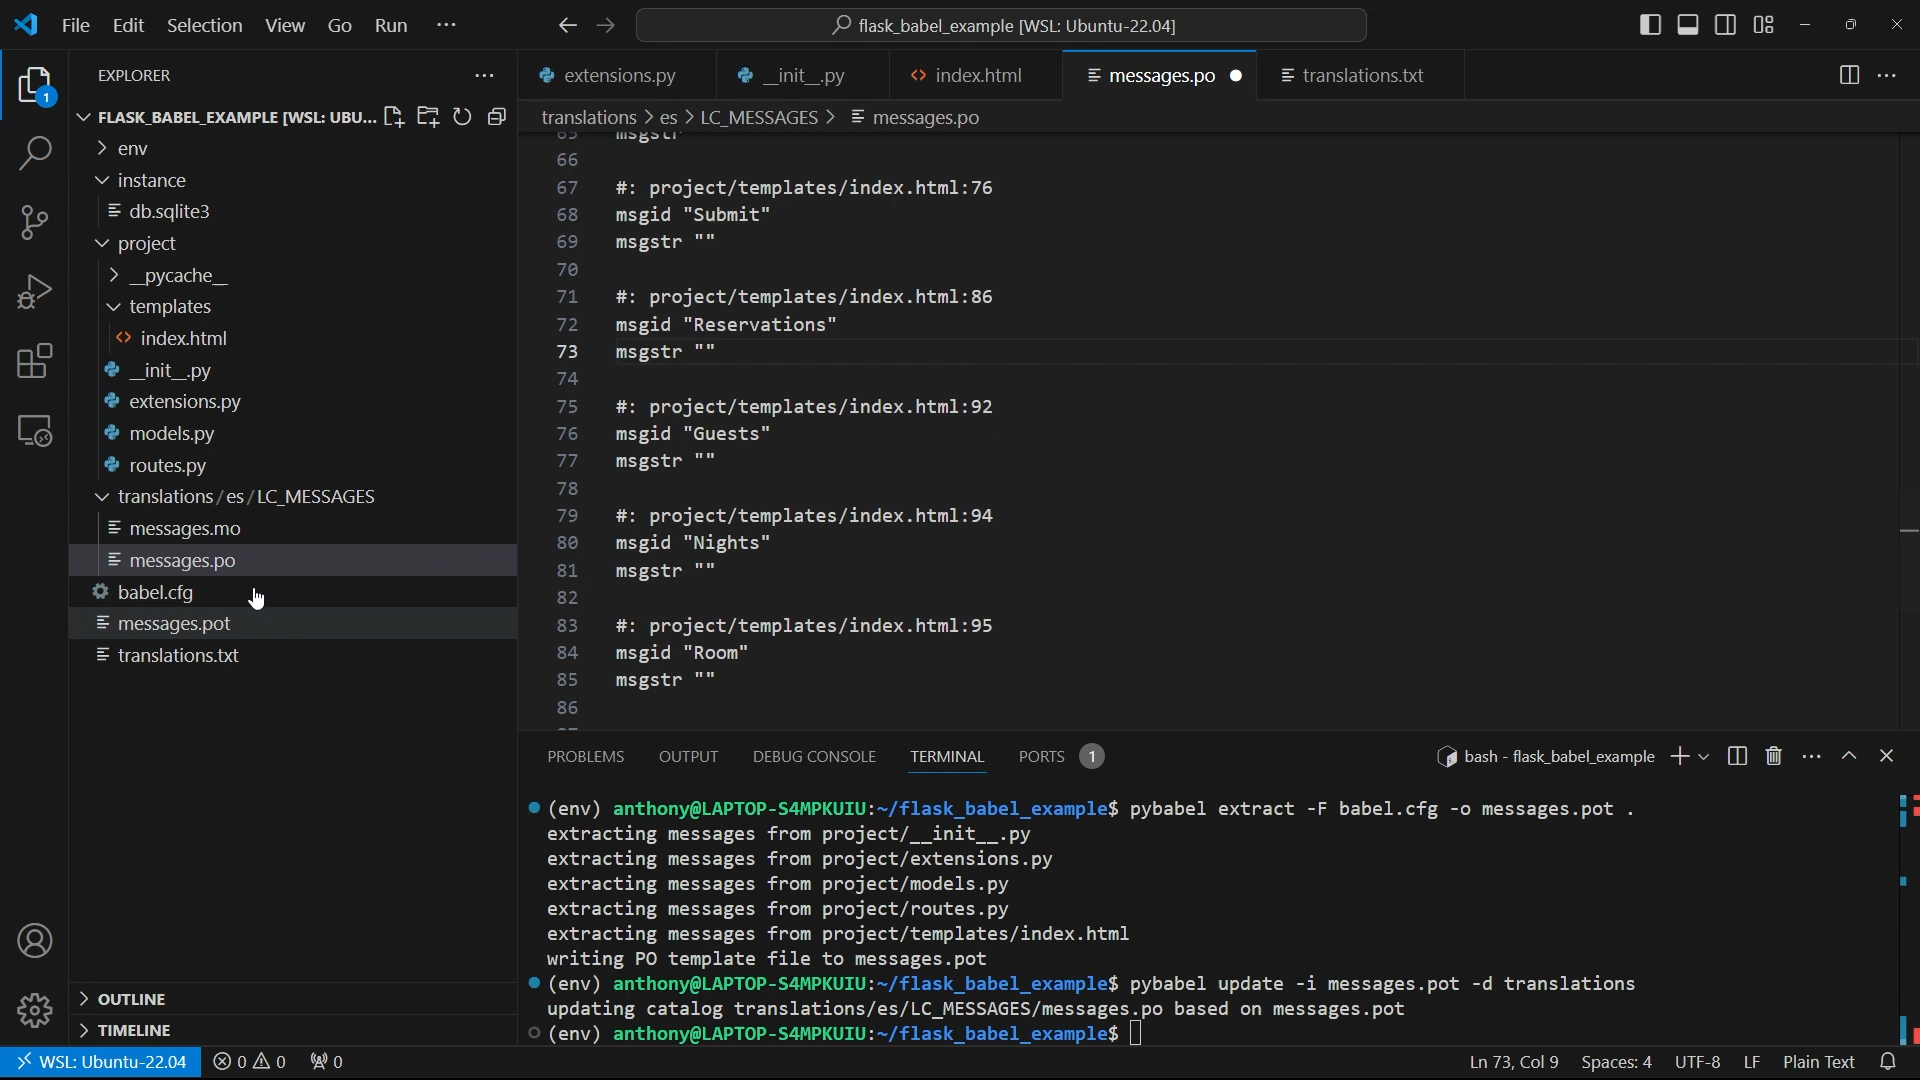 File Edit Selection View Go Run ···
flask_babel_example [WSL: Ubuntu-22.04]
EXPLORER
FLASK_BABEL_EXAMPLE [WSL: UBU...
env
instance
db.sqlite3
project
__pycache__
templates
index.html
__init__.py
extensions.py
models.py
routes.py
translations/es/LC_MESSAGES
messages.mo
messages.po
babel.cfg
messages.pot
translations.txt
OUTLINE
TIMELINE
extensions.py __init__.py index.html messages.po translations.txt
translations > es > LC_MESSAGES > messages.po
65 msgstr
66
67 #: project/templates/index.html:76
68 msgid "Submit"
69 msgstr ""
70
71 #: project/templates/index.html:86
72 msgid "Reservations"
73 msgstr ""
74
75 #: project/templates/index.html:92
76 msgid "Guests"
77 msgstr ""
78
79 #: project/templates/index.html:94
80 msgid "Nights"
81 msgstr ""
82
83 #: project/templates/index.html:95
84 msgid "Room"
85 msgstr ""
86
PROBLEMS OUTPUT DEBUG CONSOLE TERMINAL PORTS 1
bash - flask_babel_example
(env) anthony@LAPTOP-S4MPKUIU:~/flask_babel_example$ pybabel extract -F babel.cfg -o messages.pot .
extracting messages from project/__init__.py
extracting messages from project/extensions.py
extracting messages from project/models.py
extracting messages from project/routes.py
extracting messages from project/templates/index.html
writing PO template file to messages.pot
(env) anthony@LAPTOP-S4MPKUIU:~/flask_babel_example$ pybabel update -i messages.pot -d translations
updating catalog translations/es/LC_MESSAGES/messages.po based on messages.pot
(env) anthony@LAPTOP-S4MPKUIU:~/flask_babel_example$
1
WSL: Ubuntu-22.04 0 0 0
Ln 73, Col 9 Spaces: 4 UTF-8 LF Plain Text